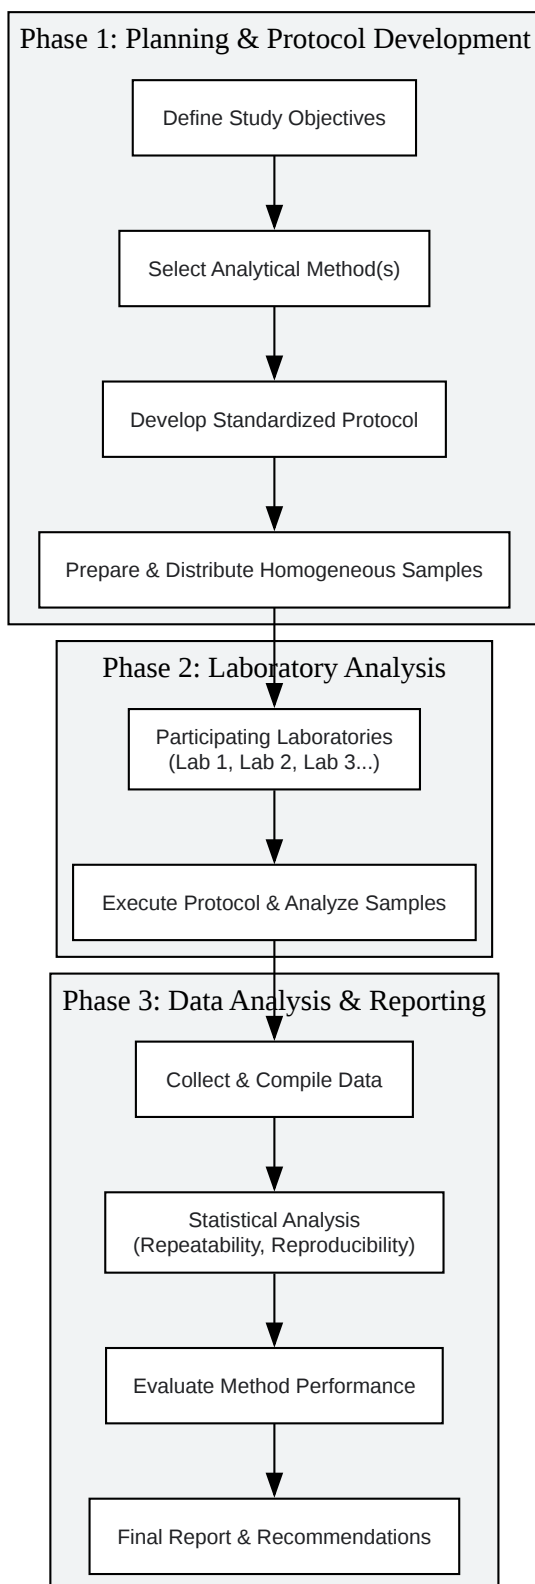 Phase 1: Planning & Protocol Development
Define Study Objectives
Select Analytical Method(s)
Develop Standardized Protocol
Prepare & Distribute Homogeneous Samples
Phase 2: Laboratory Analysis
Participating Laboratories
(Lab 1, Lab 2, Lab 3...)
Execute Protocol & Analyze Samples
Phase 3: Data Analysis & Reporting
Collect & Compile Data
Statistical Analysis
(Repeatability, Reproducibility)
Evaluate Method Performance
Final Report & Recommendations